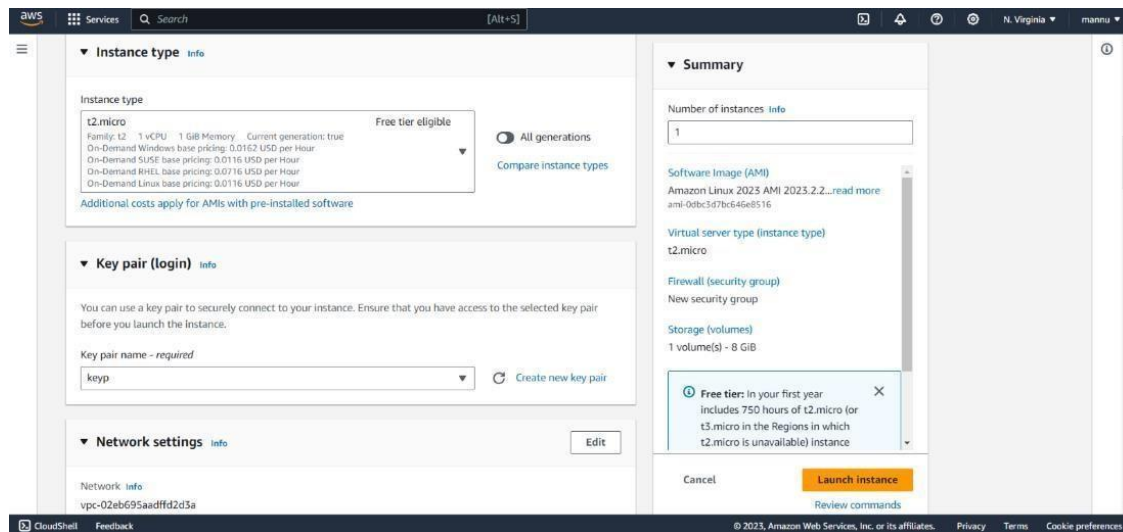 aws
Services
Search
[Alt+S]
N. Virginia
mannu
Instance type Info
Instance type
t2.micro Free tier eligible
Family: t2 1 vCPU 1 GiB Memory Current generation: true
On-Demand Windows base pricing: 0.0162 USD per Hour
On-Demand SUSE base pricing: 0.0116 USD per Hour
On-Demand RHEL base pricing: 0.0716 USD per Hour
On-Demand Linux base pricing: 0.0116 USD per Hour
All generations
Compare instance types
Additional costs apply for AMIs with pre-installed software
Key pair (login) Info
You can use a key pair to securely connect to your instance. Ensure that you have access to the selected key pair
before you launch the instance.
Key pair name - required
keyp
Create new key pair
Network settings Info
Edit
Network Info
vpc-02eb695aadffd2d3a
Summary
Number of instances Info
1
Software Image (AMI)
Amazon Linux 2023 AMI 2023.2.2...read more
ami-0dbc3d7bc646e8516
Virtual server type (instance type)
t2.micro
Firewall (security group)
New security group
Storage (volumes)
1 volume(s) - 8 GiB
Free tier: In your first year
includes 750 hours of t2.micro (or
t3.micro in the Regions in which
t2.micro is unavailable) instance
Cancel
Launch instance
Review commands
CloudShell
Feedback
© 2023, Amazon Web Services, Inc. or its affiliates.
Privacy
Terms
Cookie preferences